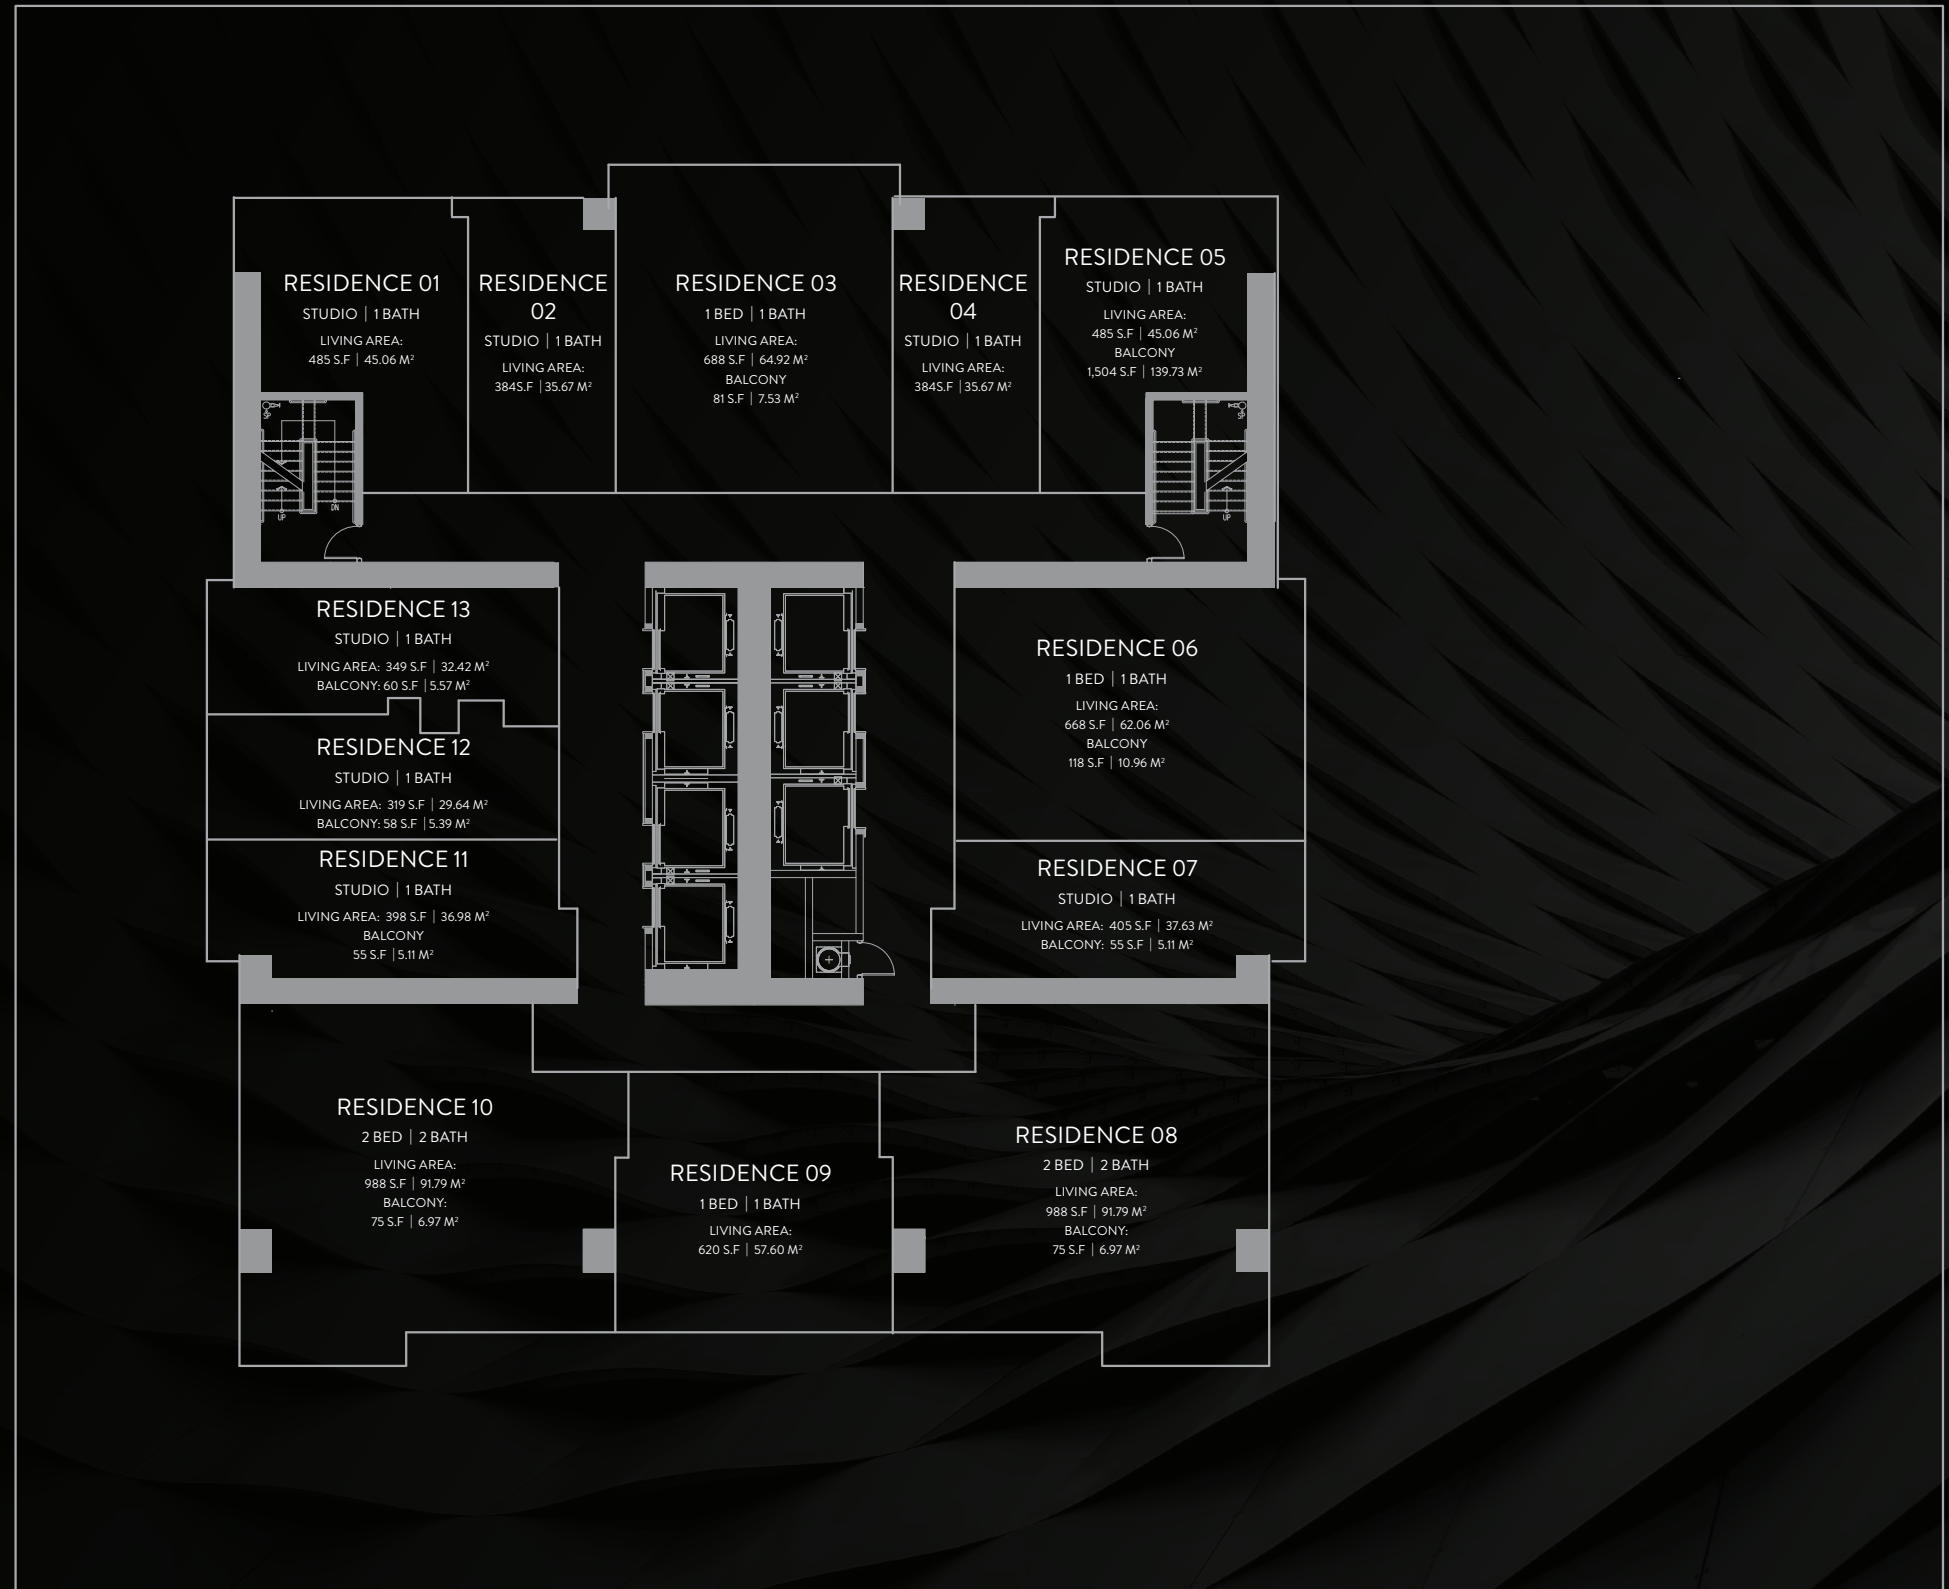 RESIDENCE 01
STUDIO | 1 BATH
LIVING AREA:
485 S.F | 45.06 M²
RESIDENCE
02
STUDIO | 1 BATH
LIVING AREA:
384S.F | 35.67 M²
RESIDENCE 03
1 BED | 1 BATH
LIVING AREA:
688 S.F | 64.92 M²
BALCONY
81 S.F | 7.53 M²
RESIDENCE
04
STUDIO | 1 BATH
LIVING AREA:
384S.F | 35.67 M²
RESIDENCE 05
STUDIO | 1 BATH
LIVING AREA:
485 S.F | 45.06 M²
BALCONY
1,504 S.F | 139.73 M²
UP
DN
UP
RESIDENCE 13
STUDIO | 1 BATH
LIVING AREA: 349 S.F | 32.42 M²
BALCONY: 60 S.F | 5.57 M²
RESIDENCE 12
STUDIO | 1 BATH
LIVING AREA: 319 S.F | 29.64 M²
BALCONY: 58 S.F | 5.39 M²
RESIDENCE 11
STUDIO | 1 BATH
LIVING AREA: 398 S.F | 36.98 M²
BALCONY
55 S.F | 5.11 M²
RESIDENCE 06
1 BED | 1 BATH
LIVING AREA:
668 S.F | 62.06 M²
BALCONY
118 S.F | 10.96 M²
RESIDENCE 07
STUDIO | 1 BATH
LIVING AREA: 405 S.F | 37.63 M²
BALCONY: 55 S.F | 5.11 M²
RESIDENCE 10
2 BED | 2 BATH
LIVING AREA:
988 S.F | 91.79 M²
BALCONY:
75 S.F | 6.97 M²
RESIDENCE 09
1 BED | 1 BATH
LIVING AREA:
620 S.F | 57.60 M²
RESIDENCE 08
2 BED | 2 BATH
LIVING AREA:
988 S.F | 91.79 M²
BALCONY:
75 S.F | 6.97 M²